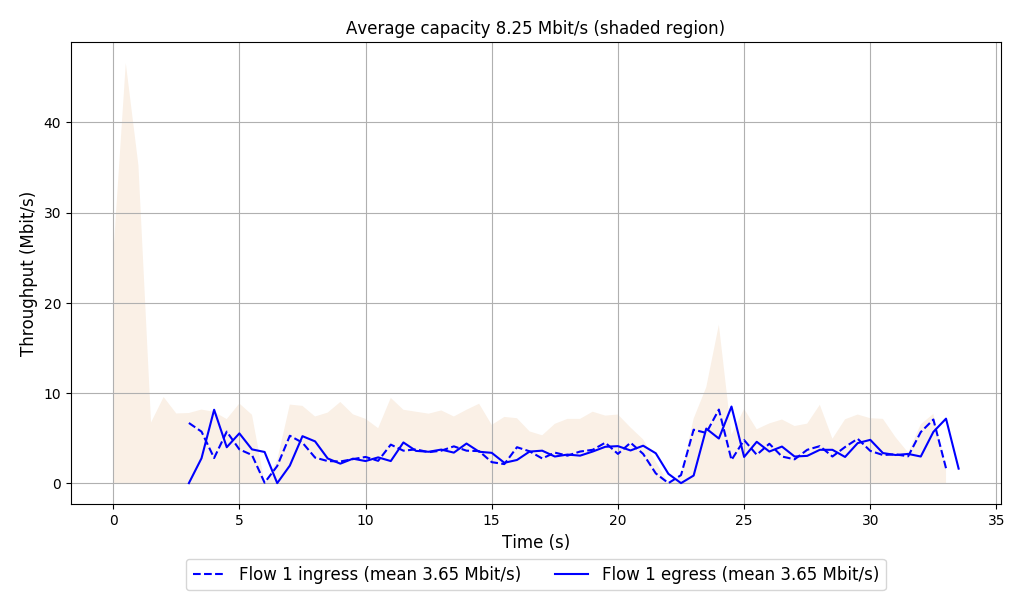 Average capacity 8.25 Mbit/s (shaded region)
Throughput (Mbit/s)
40
30
20
10
0
0 5 10 15 20 25 30 35
Time (s)
Flow 1 ingress (mean 3.65 Mbit/s) Flow 1 egress (mean 3.65 Mbit/s)